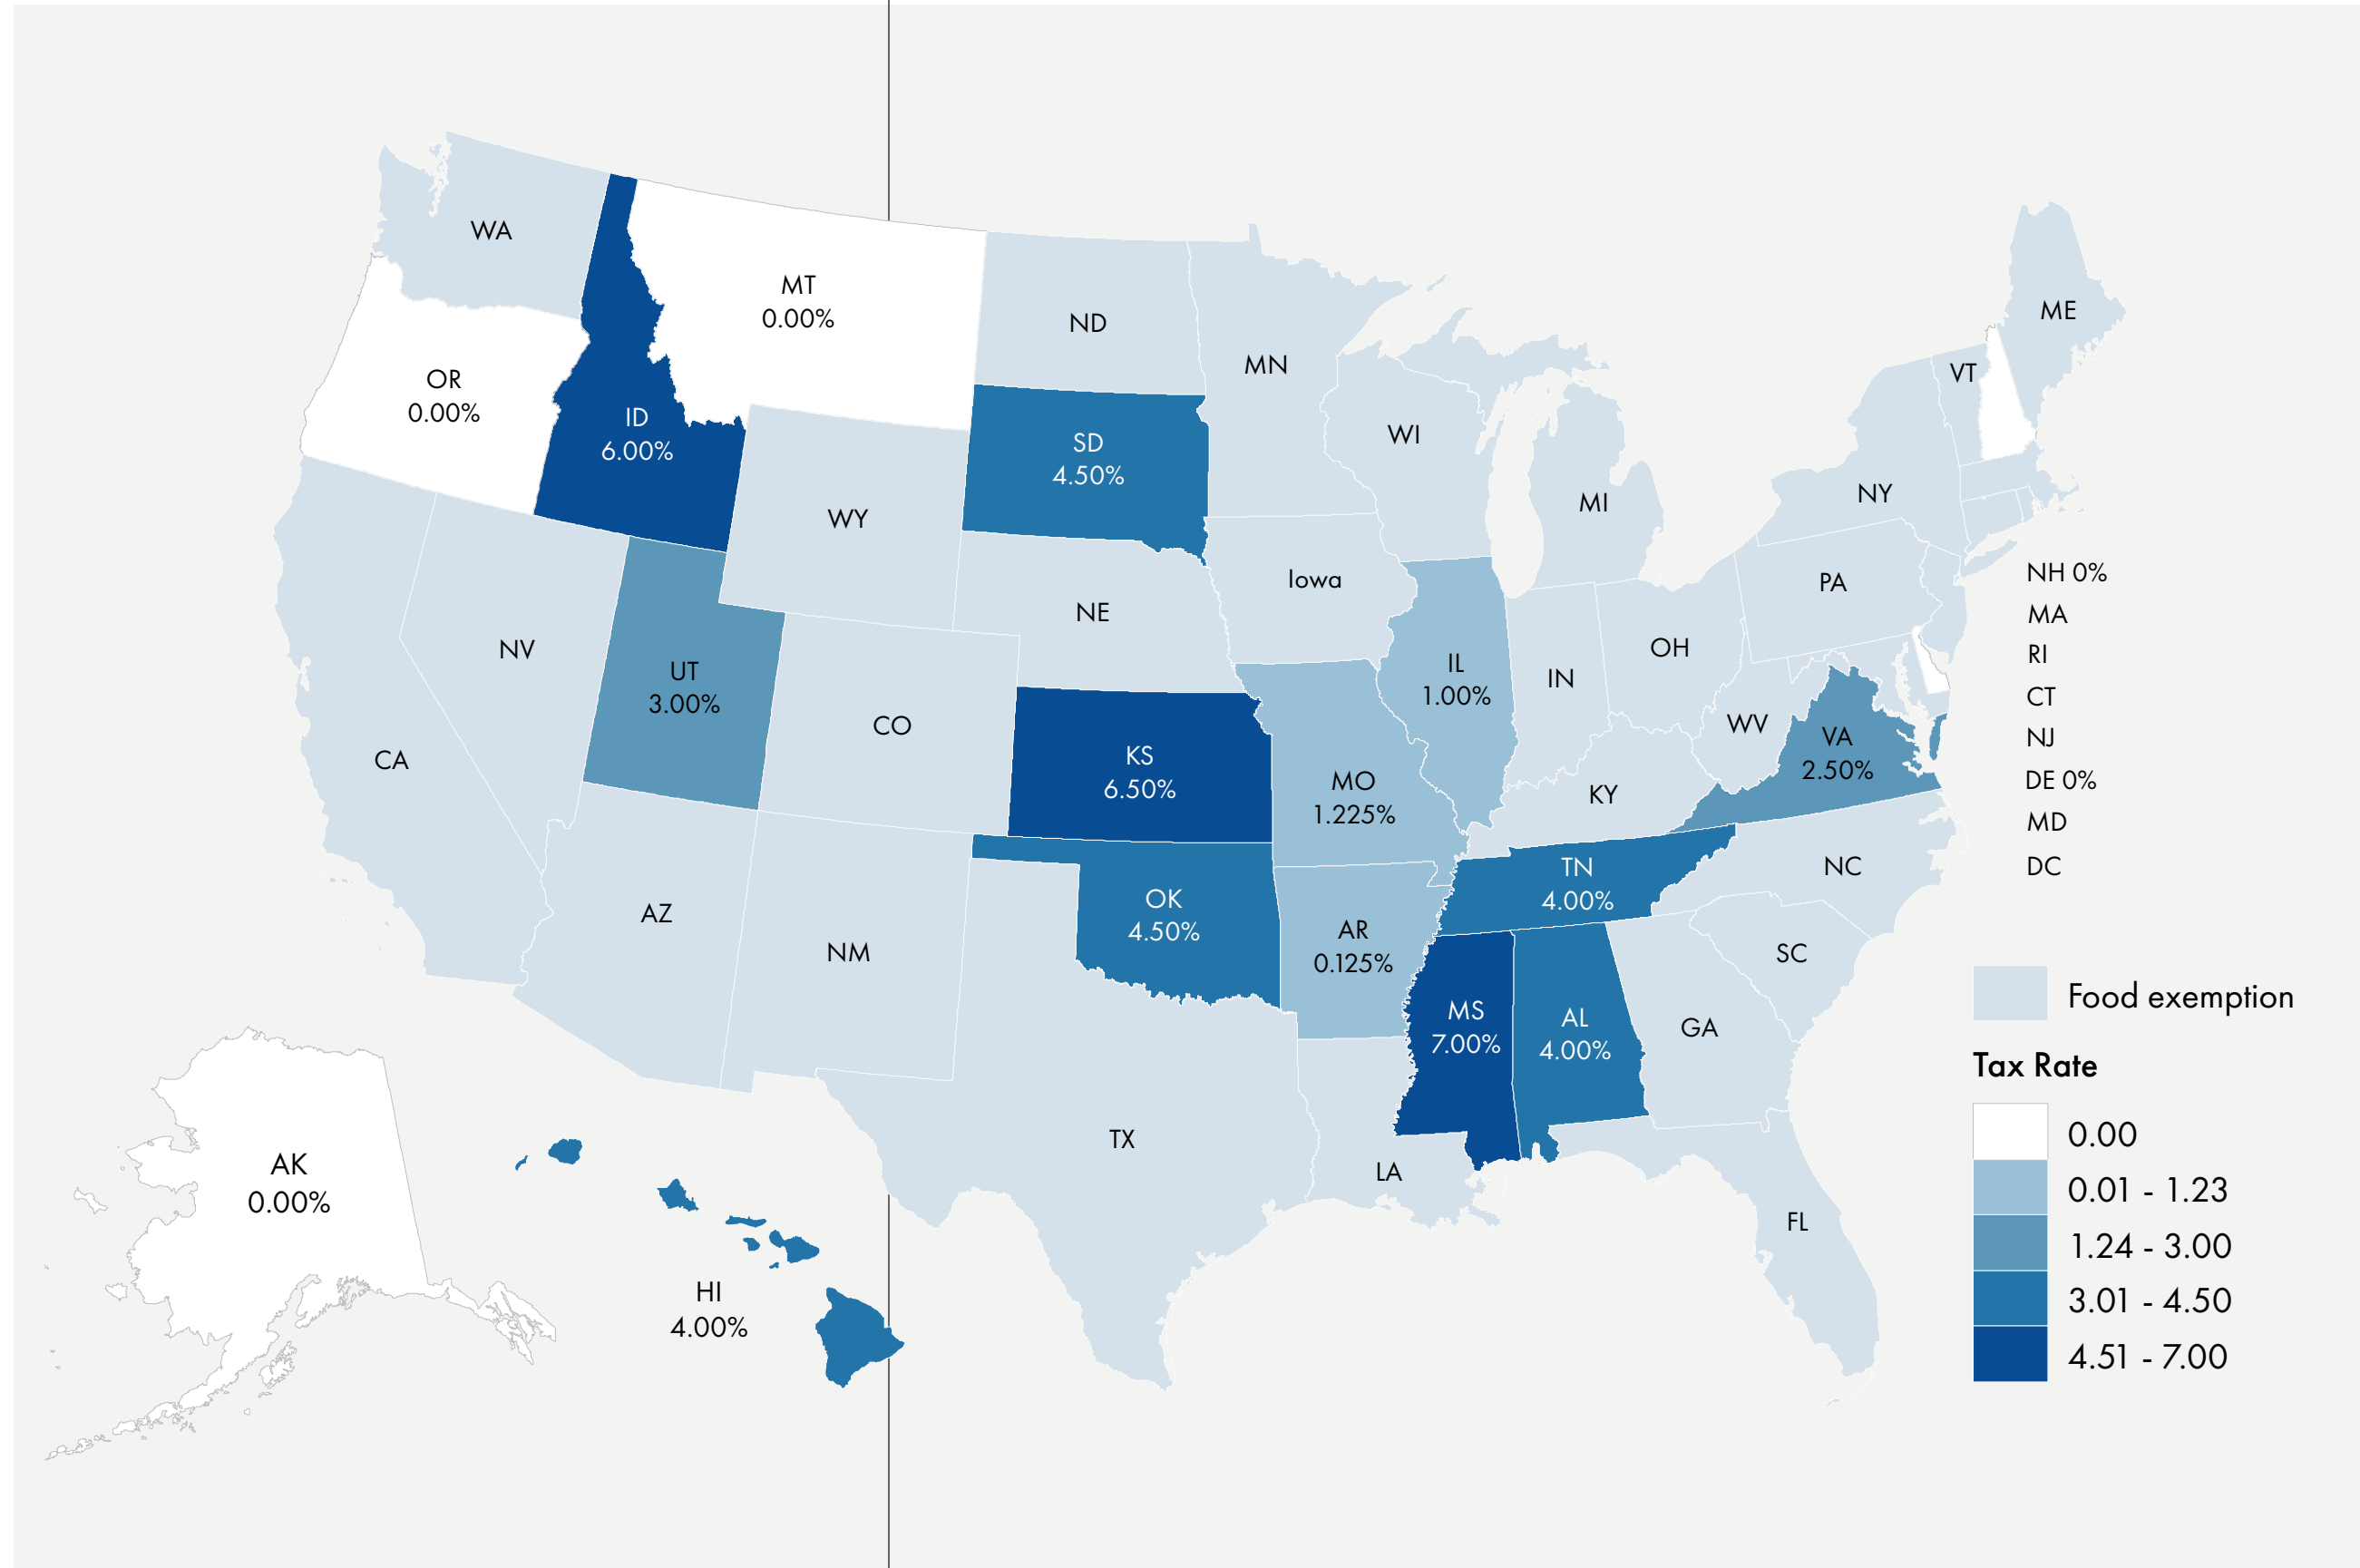 WA
MT
0.00%
ND
MN
ME
VT
OR
0.00%
ID
6.00%
SD
4.50%
WI
MI
NY
WY
Iowa
NE
PA
NH 0%
MA
RI
CT
NJ
DE 0%
MD
DC
NV
UT
3.00%
CO
IL
1.00%
IN
OH
WV
VA
2.50%
CA
KS
6.50%
MO
1.225%
KY
TN
4.00%
NC
AZ
NM
OK
4.50%
AR
0.125%
SC
MS
7.00%
AL
4.00%
GA
TX
LA
FL
AK
0.00%
HI
4.00%
Food exemption
Tax Rate
0.00
0.01 - 1.23
1.24 - 3.00
3.01 - 4.50
4.51 - 7.00